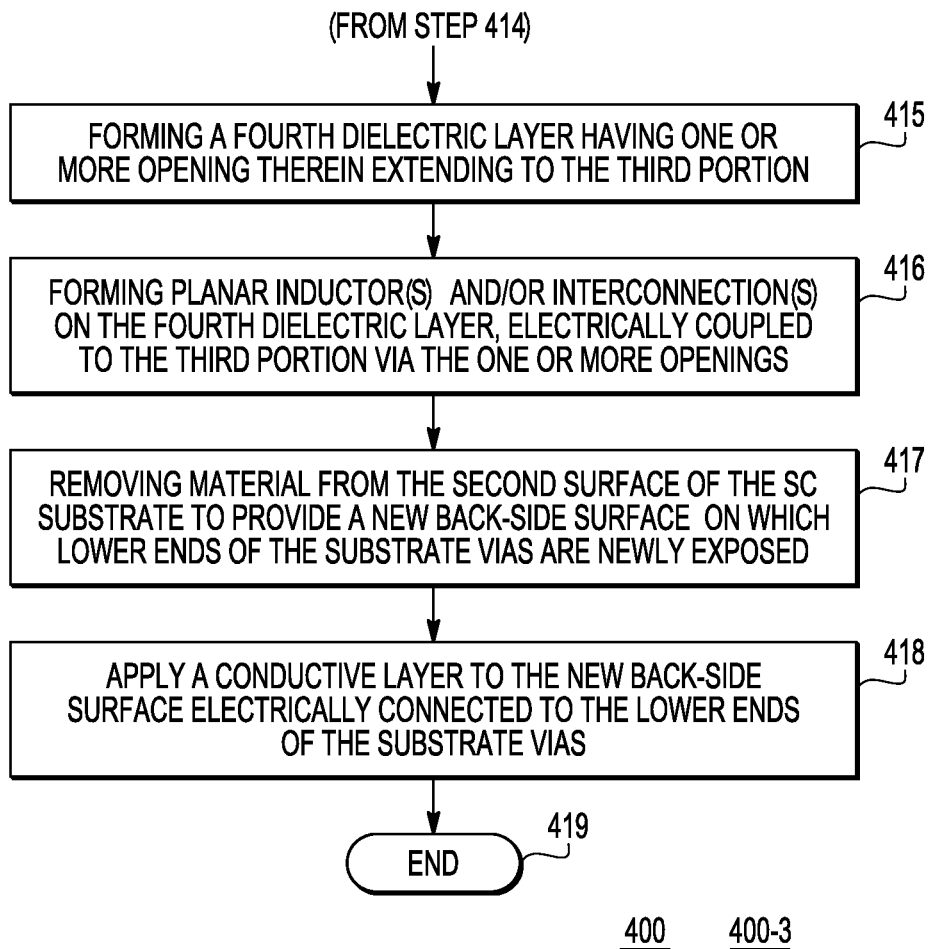 (FROM STEP 414)
415
FORMING A FOURTH DIELECTRIC LAYER HAVING ONE OR
MORE OPENING THEREIN EXTENDING TO THE THIRD PORTION
416
FORMING PLANAR INDUCTOR(S) AND/OR INTERCONNECTION(S)
ON THE FOURTH DIELECTRIC LAYER, ELECTRICALLY COUPLED
TO THE THIRD PORTION VIA THE ONE OR MORE OPENINGS
417
REMOVING MATERIAL FROM THE SECOND SURFACE OF THE SC
SUBSTRATE TO PROVIDE A NEW BACK-SIDE SURFACE ON WHICH
LOWER ENDS OF THE SUBSTRATE VIAS ARE NEWLY EXPOSED
418
APPLY A CONDUCTIVE LAYER TO THE NEW BACK-SIDE
SURFACE ELECTRICALLY CONNECTED TO THE LOWER ENDS
OF THE SUBSTRATE VIAS
419
END
400 400-3